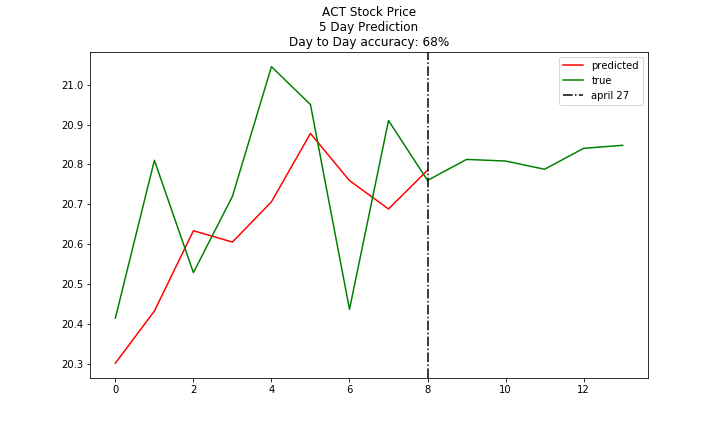 ACT Stock Price
5 Day Prediction
Day to Day accuracy: 68%
predicted
true
april 27
21.0
20.9
20.8
20.7
20.6
20.5
20.4
20.3
0 2 4 6 8 10 12